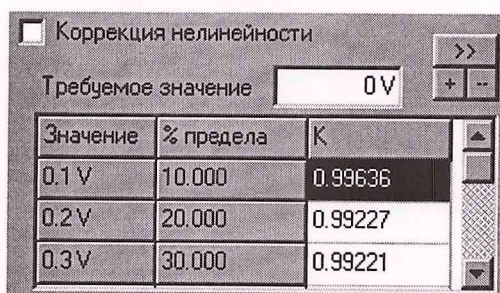 Коррекция нелинейности
>>
Требуемое значение 0 V + --
Значение % предела K
0.1 V 10.000 0.99636
0.2 V 20.000 0.99227
0.3 V 30.000 0.99221